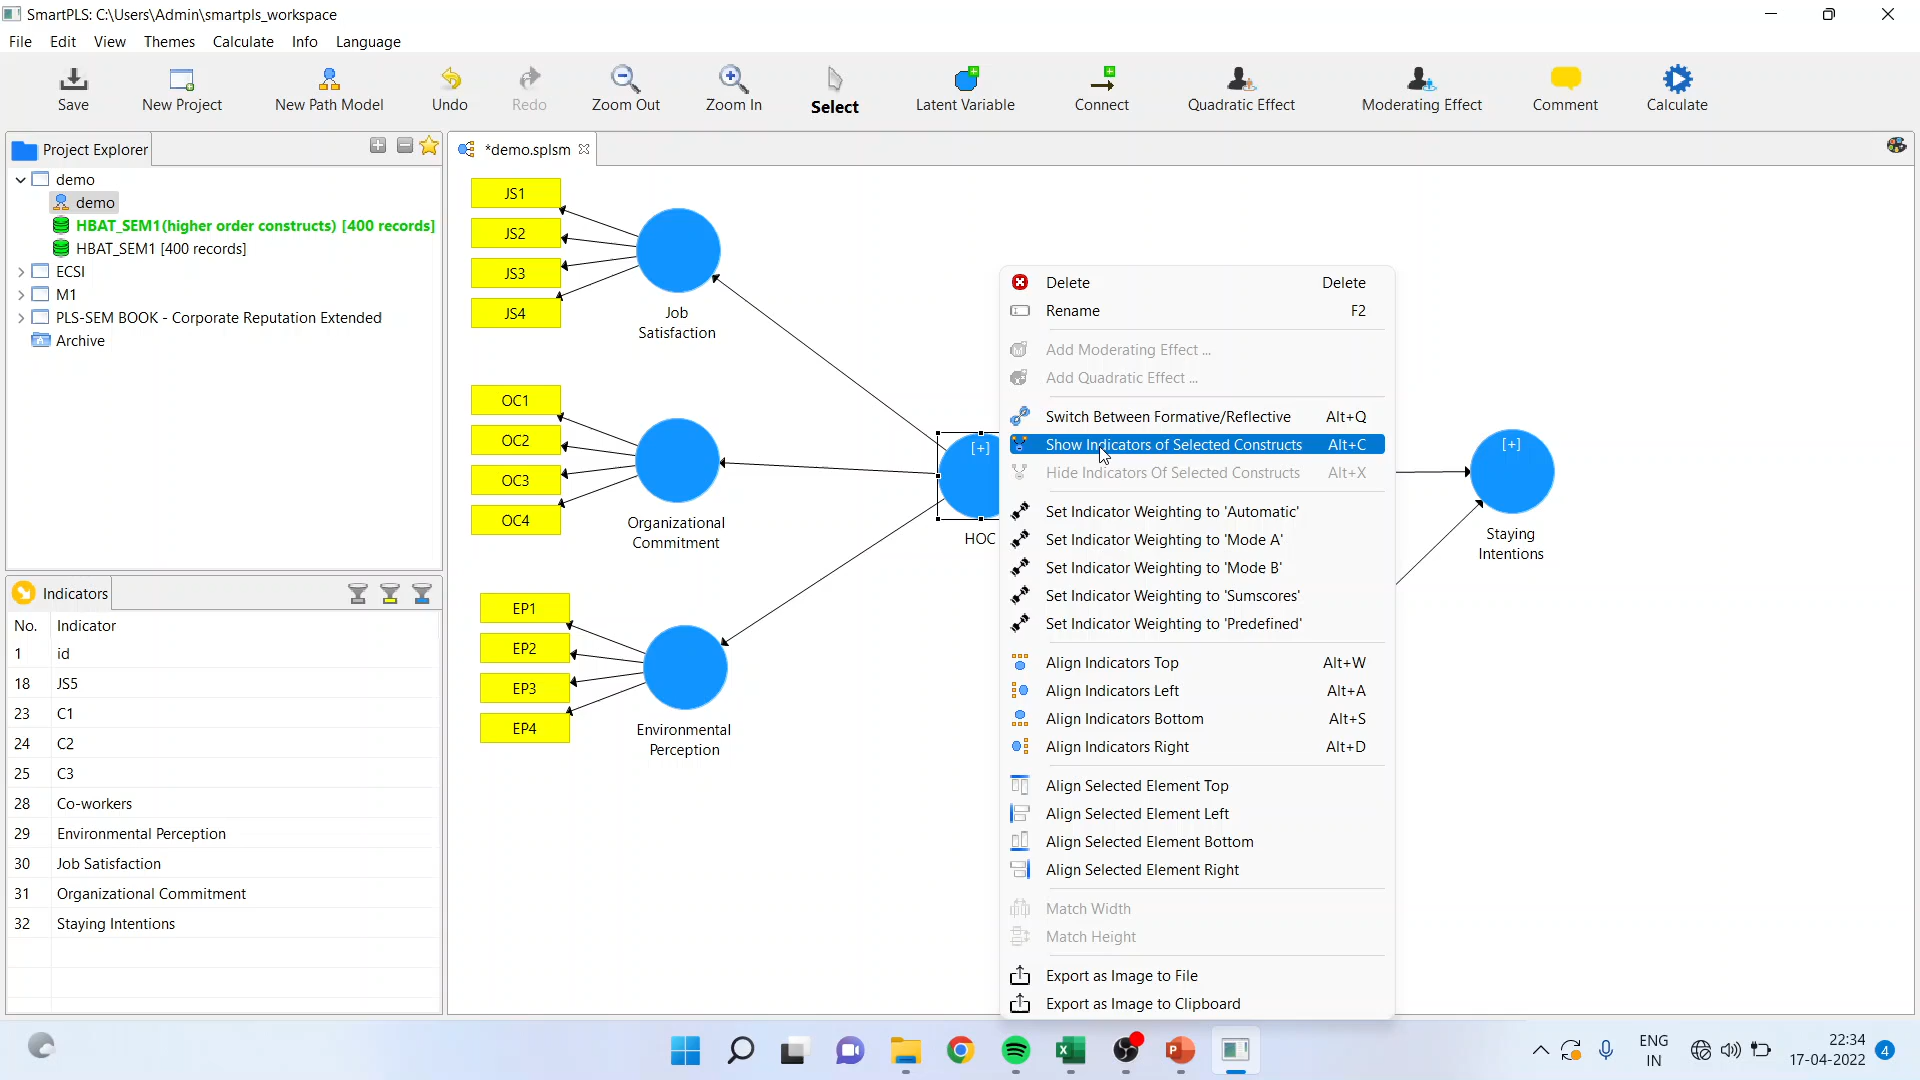 SmartPLS: C:\Users\Admin\smartpls_workspace
File Edit View Themes Calculate Info Language
Save New Project New Path Model Undo Redo Zoom Out Zoom In Select Latent Variable Connect Quadratic Effect Moderating Effect Comment Calculate
Project Explorer
demo
demo
HBAT_SEM1(higher order constructs) [400 records]
HBAT_SEM1 [400 records]
ECSI
M1
PLS-SEM BOOK - Corporate Reputation Extended
Archive
Indicators
No. Indicator
1 id
18 JS5
23 C1
24 C2
25 C3
28 Co-workers
29 Environmental Perception
30 Job Satisfaction
31 Organizational Commitment
32 Staying Intentions
*demo.splsm
JS1
JS2
JS3
JS4
Job
Satisfaction
OC1
OC2
OC3
OC4
Organizational
Commitment
EP1
EP2
EP3
EP4
Environmental
Perception
[+]
HOC
Delete Delete
Rename F2
Add Moderating Effect ...
Add Quadratic Effect ...
Switch Between Formative/Reflective Alt+Q
Show Indicators of Selected Constructs Alt+C
Hide Indicators Of Selected Constructs Alt+X
Set Indicator Weighting to 'Automatic'
Set Indicator Weighting to 'Mode A'
Set Indicator Weighting to 'Mode B'
Set Indicator Weighting to 'Sumscores'
Set Indicator Weighting to 'Predefined'
Align Indicators Top Alt+W
Align Indicators Left Alt+A
Align Indicators Bottom Alt+S
Align Indicators Right Alt+D
Align Selected Element Top
Align Selected Element Left
Align Selected Element Bottom
Align Selected Element Right
Match Width
Match Height
Export as Image to File
Export as Image to Clipboard
[+]
Staying
Intentions
ENG
IN
22:34
17-04-2022
4